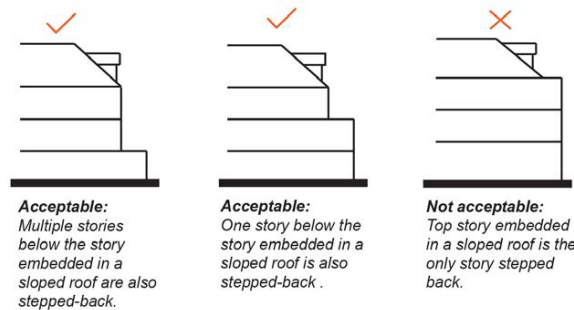 Acceptable:
Multiple stories
below the story
embedded in a
sloped roof are also
stepped-back.
Acceptable:
One story below the
story embedded in a
sloped roof is also
stepped-back .
Not acceptable:
Top story embedded
in a sloped roof is the
only story stepped
back.